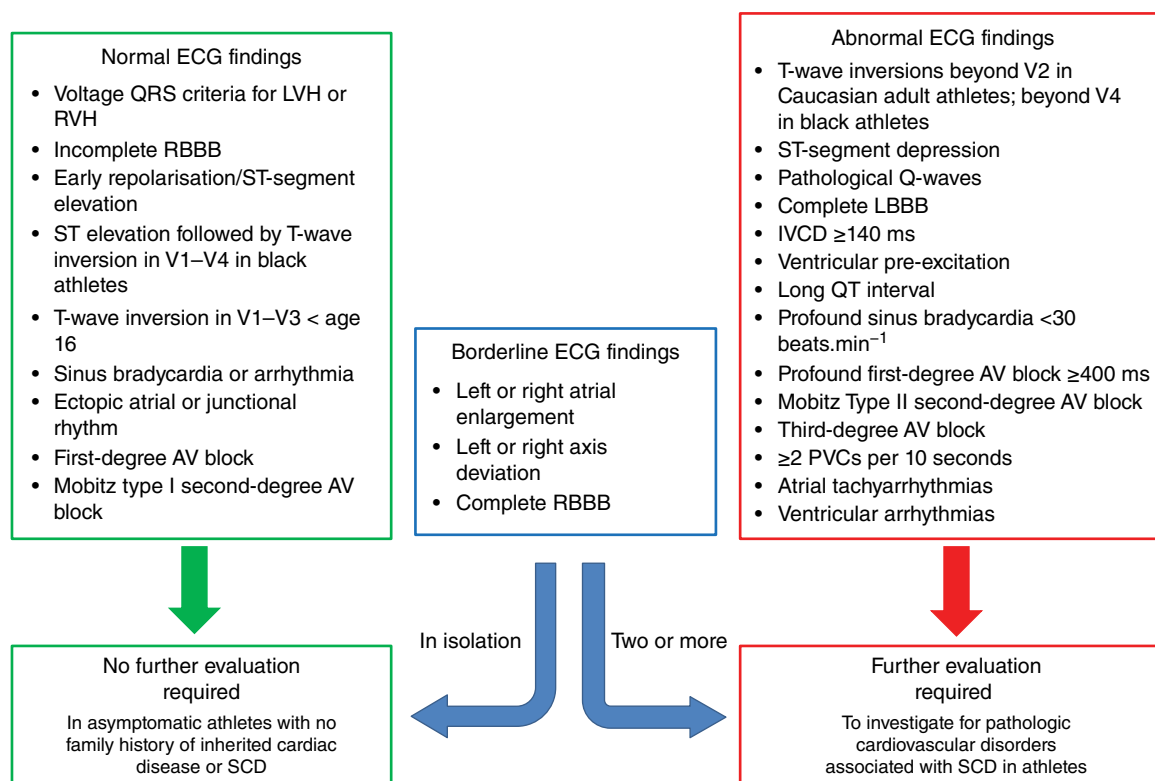 Normal ECG findings
• Voltage QRS criteria for LVH or
RVH
• Incomplete RBBB
• Early repolarisation/ST-segment
elevation
• ST elevation followed by T-wave
inversion in V1–V4 in black
athletes
• T-wave inversion in V1–V3 < age
16
• Sinus bradycardia or arrhythmia
• Ectopic atrial or junctional
rhythm
• First-degree AV block
• Mobitz type I second-degree AV
block
Borderline ECG findings
• Left or right atrial
enlargement
• Left or right axis
deviation
• Complete RBBB
Abnormal ECG findings
• T-wave inversions beyond V2 in
Caucasian adult athletes; beyond V4
in black athletes
• ST-segment depression
• Pathological Q-waves
• Complete LBBB
• IVCD ≥140 ms
• Ventricular pre-excitation
• Long QT interval
• Profound sinus bradycardia <30
beats.min⁻¹
• Profound first-degree AV block ≥400 ms
• Mobitz Type II second-degree AV block
• Third-degree AV block
• ≥2 PVCs per 10 seconds
• Atrial tachyarrhythmias
• Ventricular arrhythmias
In isolation
Two or more
No further evaluation
required
In asymptomatic athletes with no
family history of inherited cardiac
disease or SCD
Further evaluation
required
To investigate for pathologic
cardiovascular disorders
associated with SCD in athletes